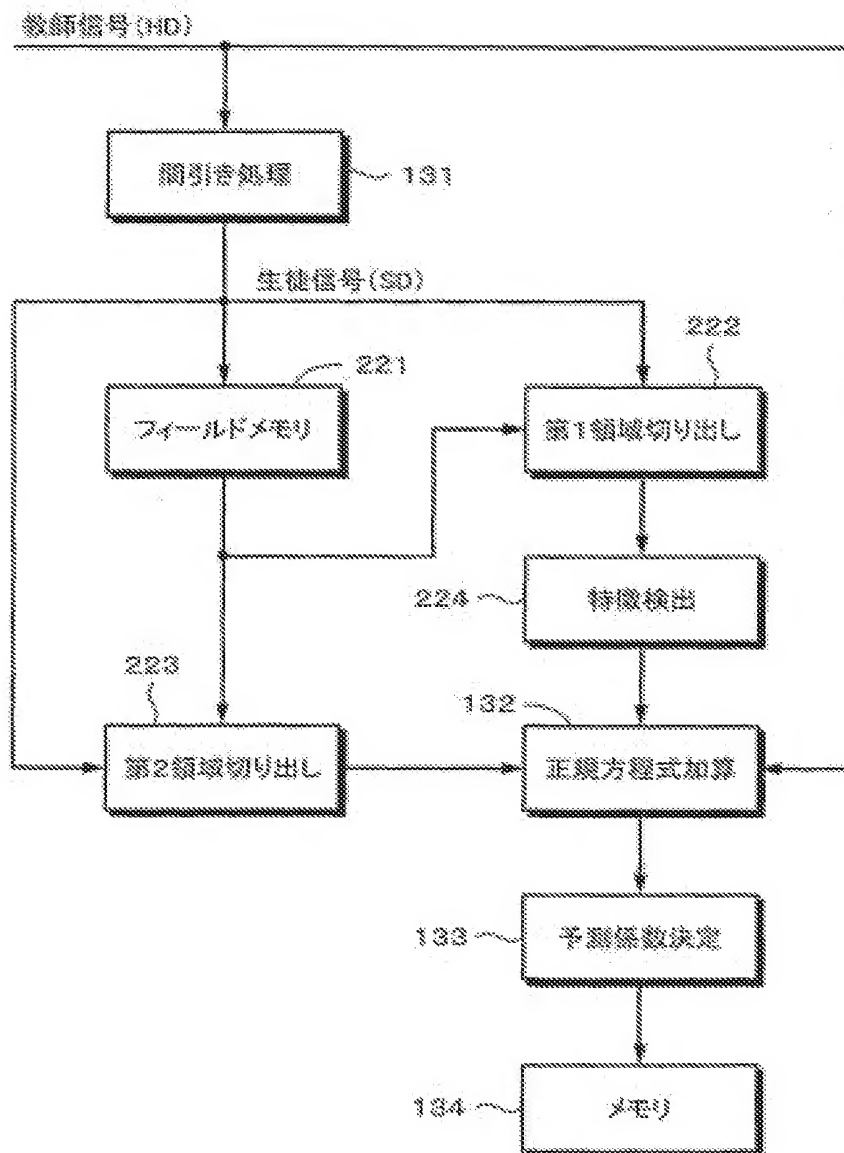 教師信号(HD)
間引き処理
131
生徒信号(SD)
222
221
フィールドメモリ
第1領域切り出し
224
特徴検出
223
132
第2領域切り出し
正規方程式加算
133
予測係数決定
134
メモリ